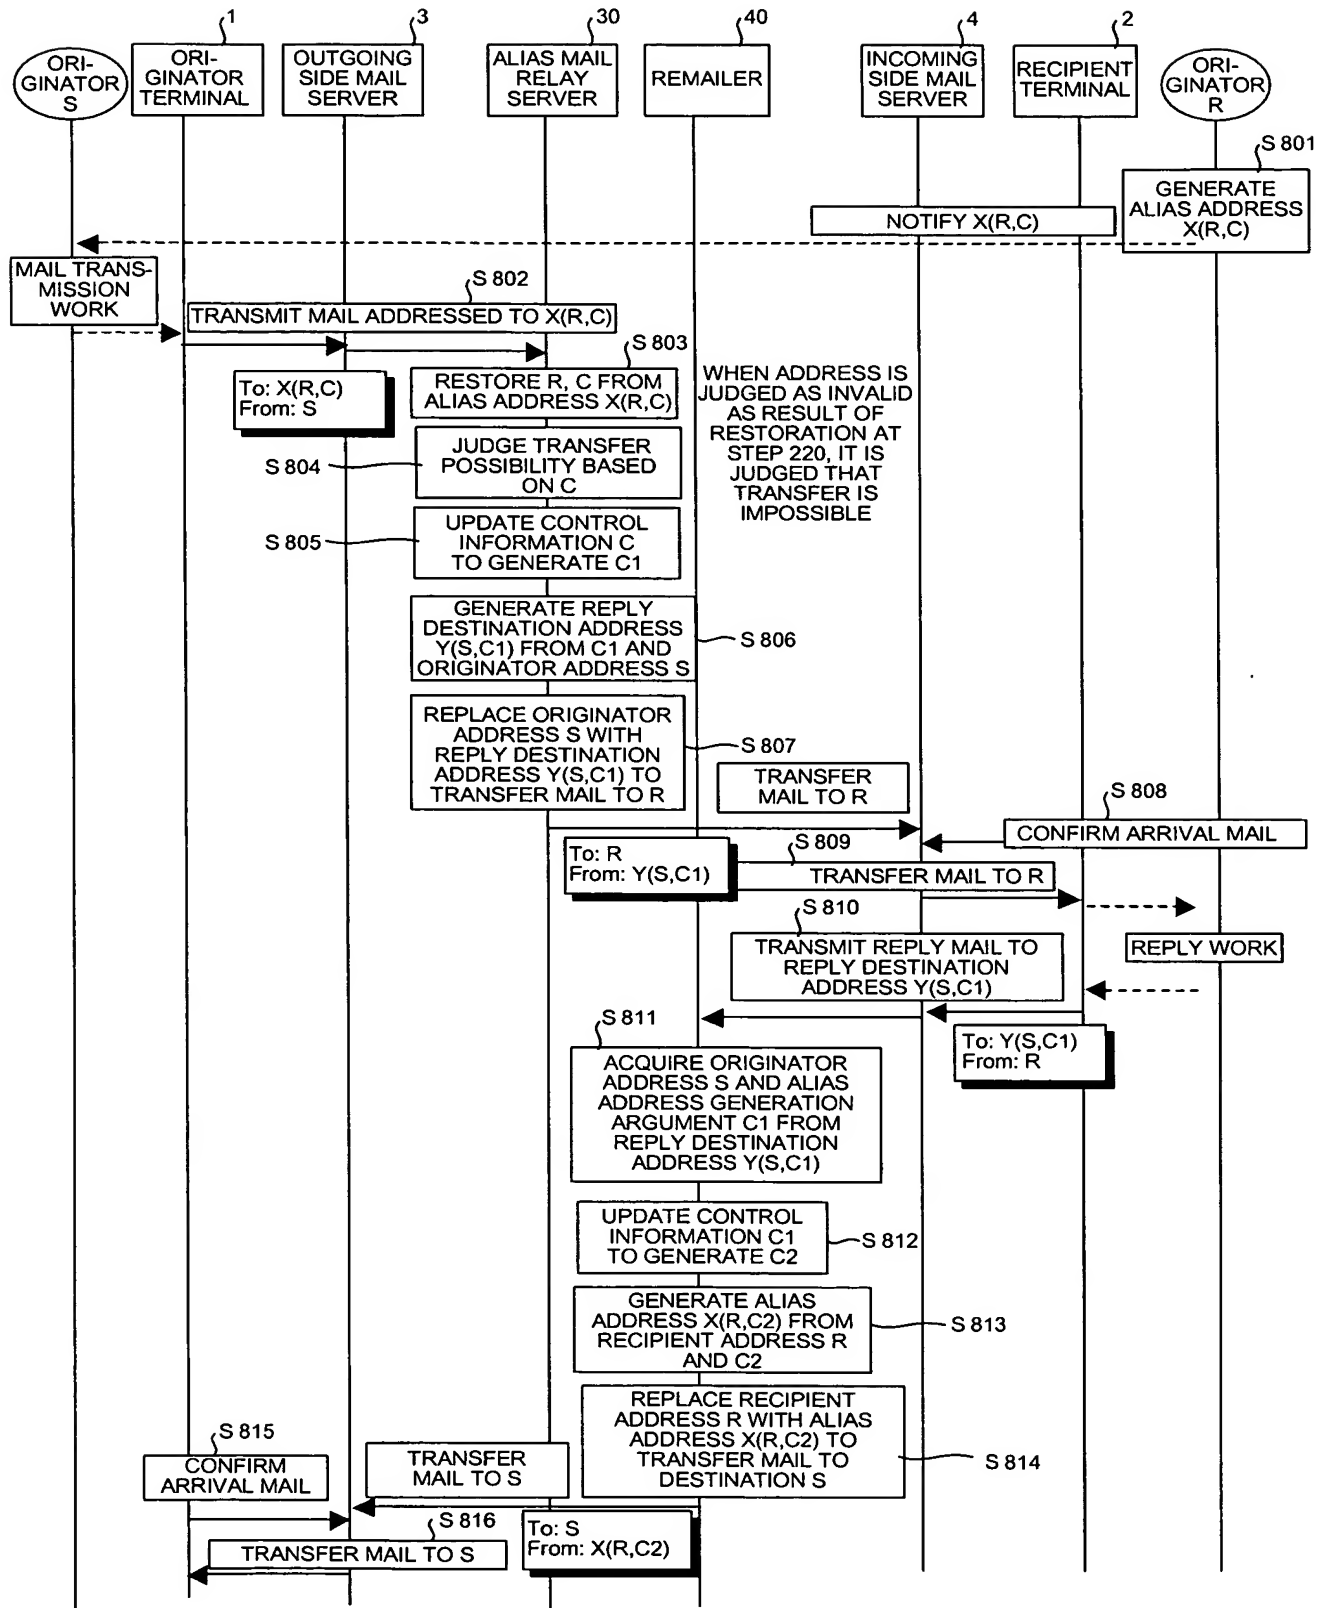 1
3
30
40
4
2
ORI-
GINATOR
S
ORI-
GINATOR
TERMINAL
OUTGOING
SIDE MAIL
SERVER
ALIAS MAIL
RELAY
SERVER
REMAILER
INCOMING
SIDE MAIL
SERVER
RECIPIENT
TERMINAL
ORI-
GINATOR
R
S 801
GENERATE
ALIAS ADDRESS
X(R,C)
NOTIFY X(R,C)
MAIL TRANS-
MISSION
WORK
S 802
TRANSMIT MAIL ADDRESSED TO X(R,C)
S 803
To: X(R,C)
From: S
RESTORE R, C FROM
ALIAS ADDRESS X(R,C)
WHEN ADDRESS IS
JUDGED AS INVALID
AS RESULT OF
RESTORATION AT
STEP 220, IT IS
JUDGED THAT
TRANSFER IS
IMPOSSIBLE
S 804
JUDGE TRANSFER
POSSIBILITY BASED
ON C
S 805
UPDATE CONTROL
INFORMATION C
TO GENERATE C1
GENERATE REPLY
DESTINATION ADDRESS
Y(S,C1) FROM C1 AND
ORIGINATOR ADDRESS S
S 806
REPLACE ORIGINATOR
ADDRESS S WITH
REPLY DESTINATION
ADDRESS Y(S,C1) TO
TRANSFER MAIL TO R
S 807
TRANSFER
MAIL TO R
S 808
CONFIRM ARRIVAL MAIL
To: R
From: Y(S,C1)
S 809
TRANSFER MAIL TO R
S 810
TRANSMIT REPLY MAIL TO
REPLY DESTINATION
ADDRESS Y(S,C1)
REPLY WORK
S 811
To: Y(S,C1)
From: R
ACQUIRE ORIGINATOR
ADDRESS S AND ALIAS
ADDRESS GENERATION
ARGUMENT C1 FROM
REPLY DESTINATION
ADDRESS Y(S,C1)
UPDATE CONTROL
INFORMATION C1
TO GENERATE C2
S 812
GENERATE ALIAS
ADDRESS X(R,C2) FROM
RECIPIENT ADDRESS R
AND C2
S 813
REPLACE RECIPIENT
ADDRESS R WITH ALIAS
ADDRESS X(R,C2) TO
TRANSFER MAIL TO
DESTINATION S
S 814
S 815
CONFIRM
ARRIVAL MAIL
TRANSFER
MAIL TO S
S 816
TRANSFER MAIL TO S
To: S
From: X(R,C2)